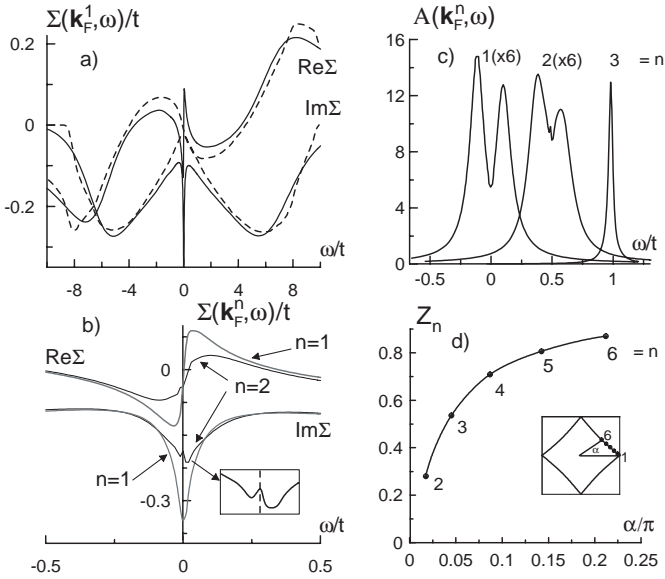 Σ(k_F^1,ω)/t
a)
ReΣ
ImΣ
0.2
0
-0.2
-8 -4 0 4 8
ω/t
A(k_F^n,ω)
c)
1(x6) 2(x6) 3 = n
16
12
8
4
0
-0.5 0 0.5 1
ω/t
b)
Σ(k_F^n,ω)/t
ReΣ
n=1
0
n=2
ImΣ
n=1
-0.3
-0.5 0 0.5
ω/t
Z_n
d)
2 3 4 5 6 = n
0.8
0.6
0.4
0.2
0
6
α
1
0 0.05 0.1 0.15 0.2 0.25
α/π